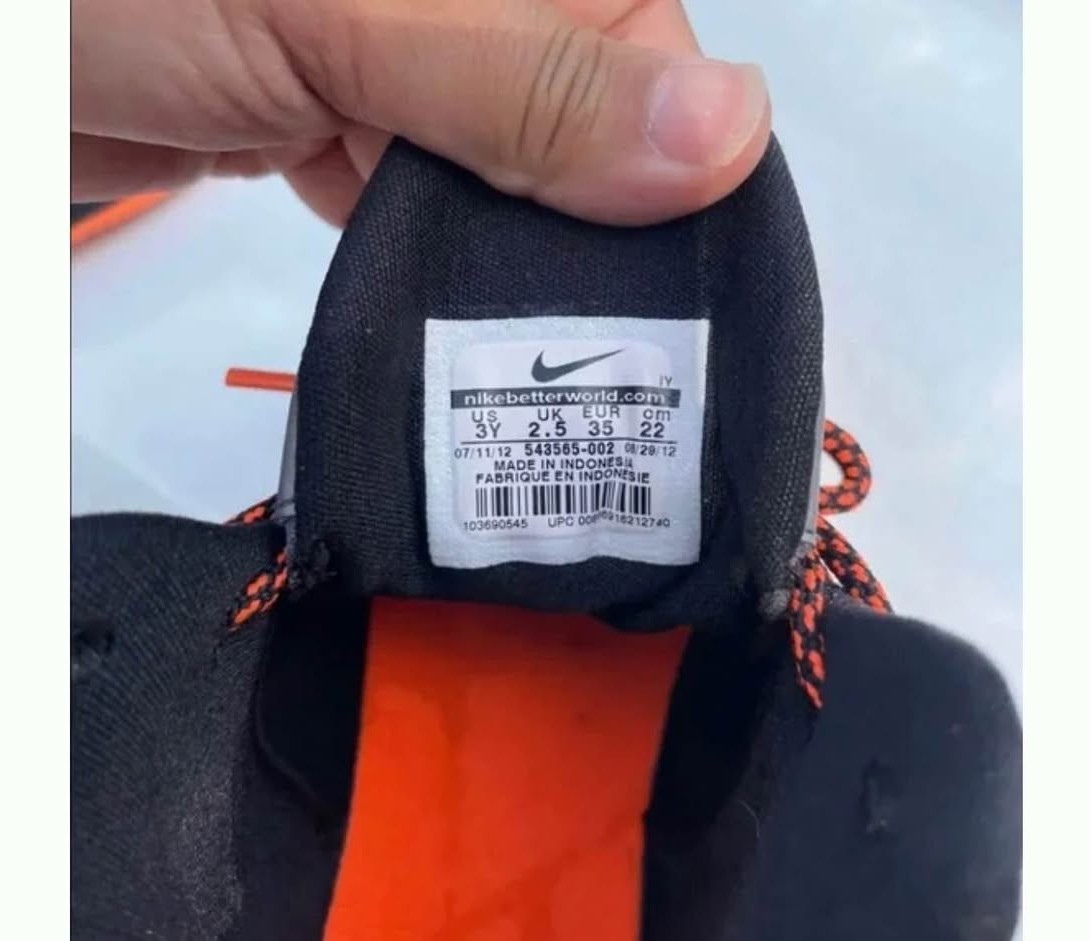 IY
nikebetterworld.com
US UK EUR cm
3Y 2.5 35 22
07/11/12 543565-002 08/29/12
MADE IN INDONESIA
FABRIQUE EN INDONESIE
103690545 UPC